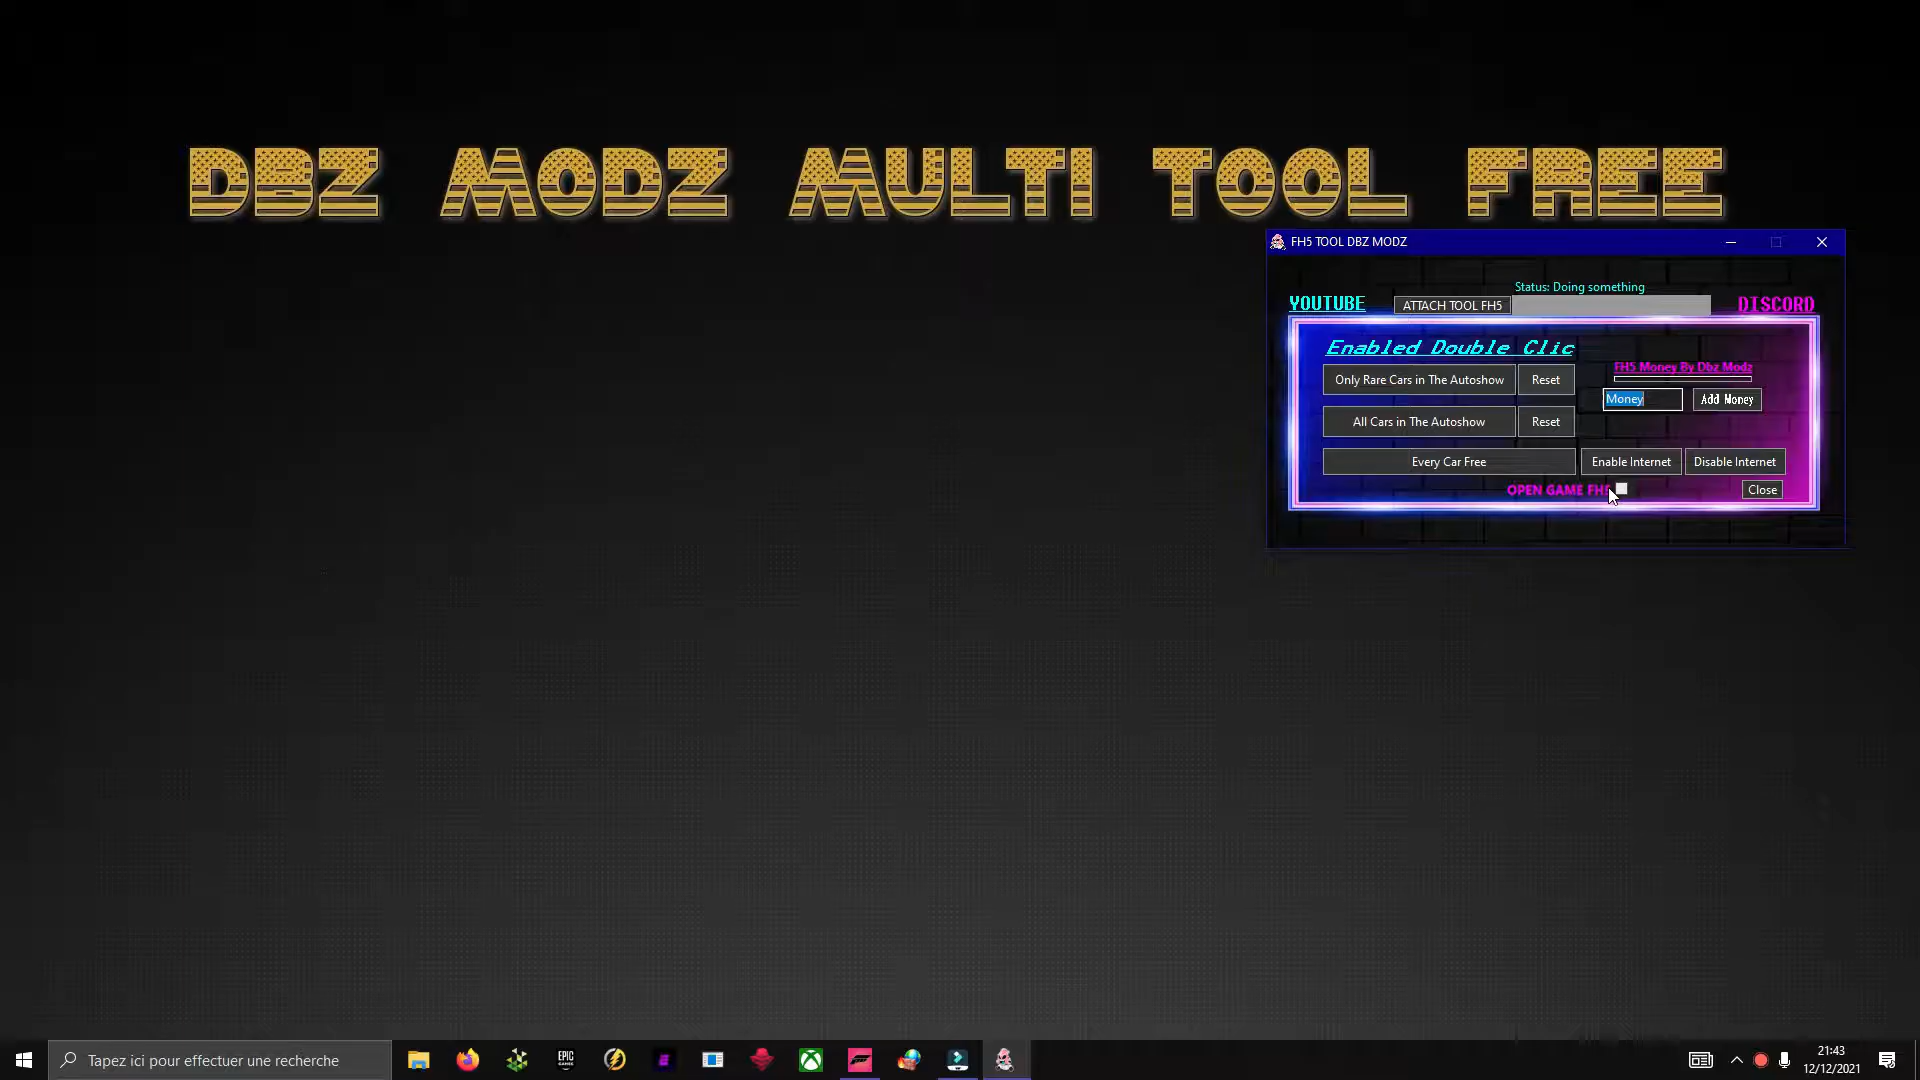 DBZ MODZ MULTI TOOL FREE
FH5 TOOL DBZ MODZ
Status: Doing something
YOUTUBE
ATTACH TOOL FH5
DISCORD
Enabled Double Clic
FH5 Money By Dbz Modz
Only Rare Cars in The Autoshow
Reset
Money
Add Money
All Cars in The Autoshow
Reset
Every Car Free
Enable Internet
Disable Internet
OPEN GAME FH
Close
Tapez ici pour effectuer une recherche
EPIC
GAMES
21:43
12/12/2021